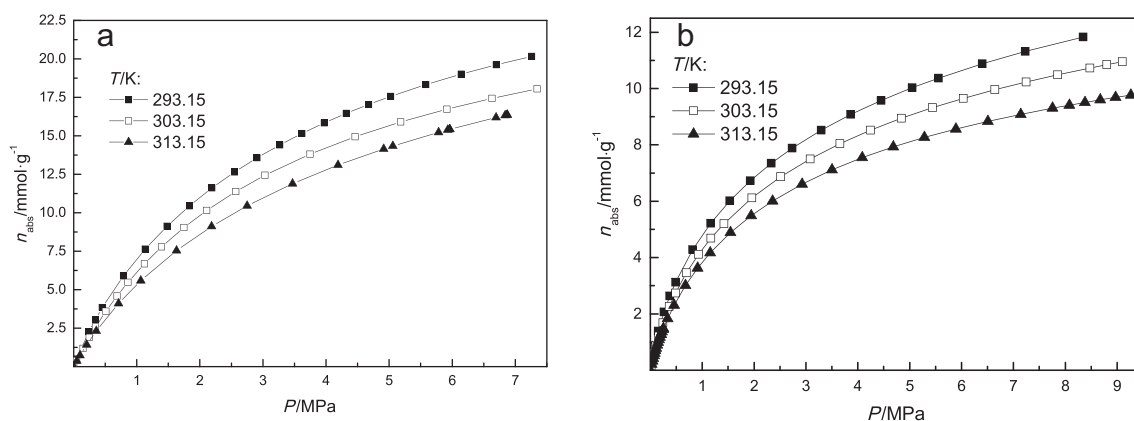 a
T/K:
293.15
303.15
313.15
22.5
20.0
17.5
15.0
12.5
10.0
7.5
5.0
2.5
n_abs/mmol·g⁻¹
1 2 3 4 5 6 7
P/MPa
b
T/K:
293.15
303.15
313.15
12
10
8
6
4
2
n_abs/mmol·g⁻¹
1 2 3 4 5 6 7 8 9
P/MPa